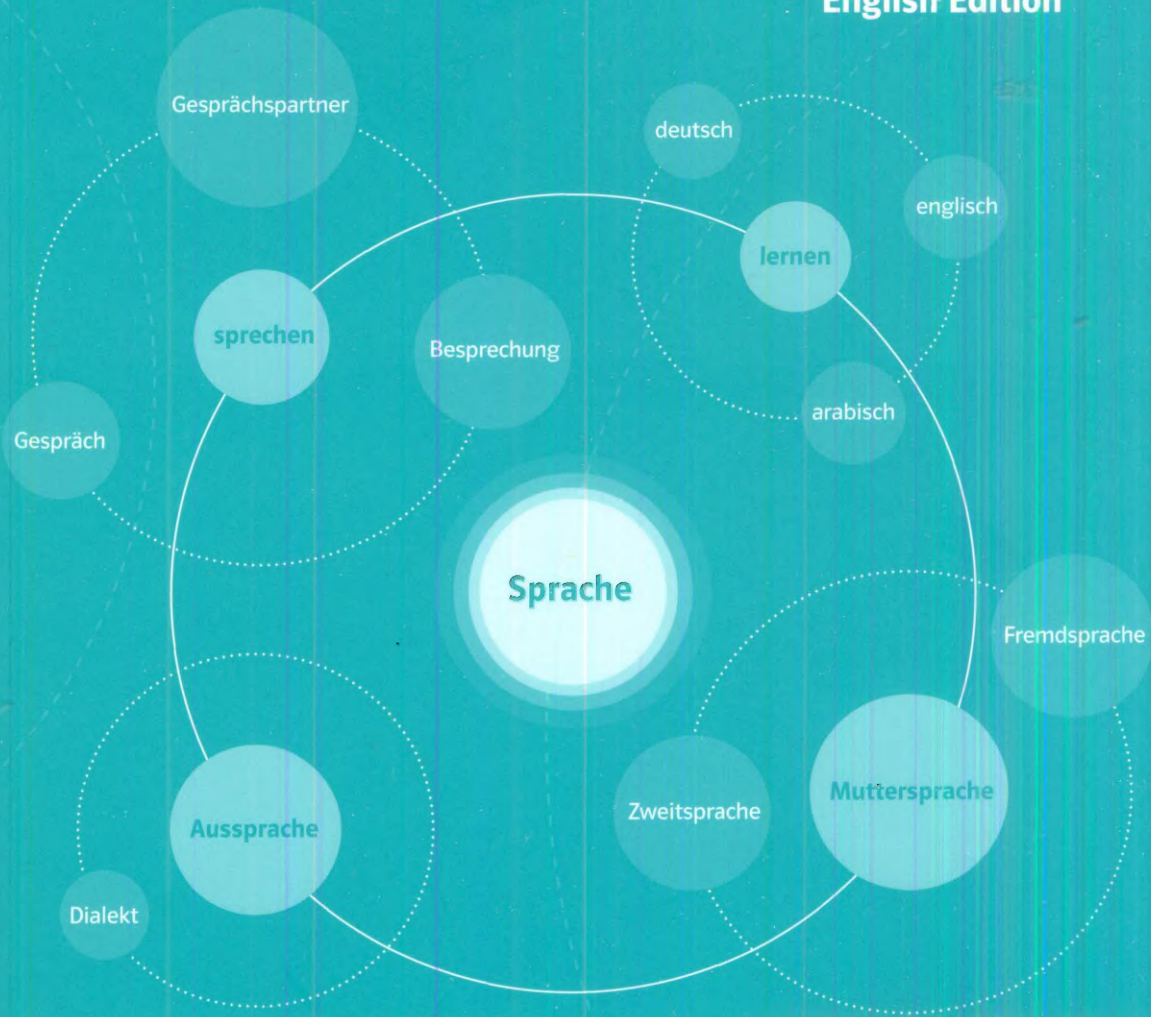 English Edition
Gesprächspartner
deutsch
englisch
lernen
sprechen
Besprechung
arabisch
Gespräch
Sprache
Fremdsprache
Muttersprache
Zweitsprache
Aussprache
Dialekt